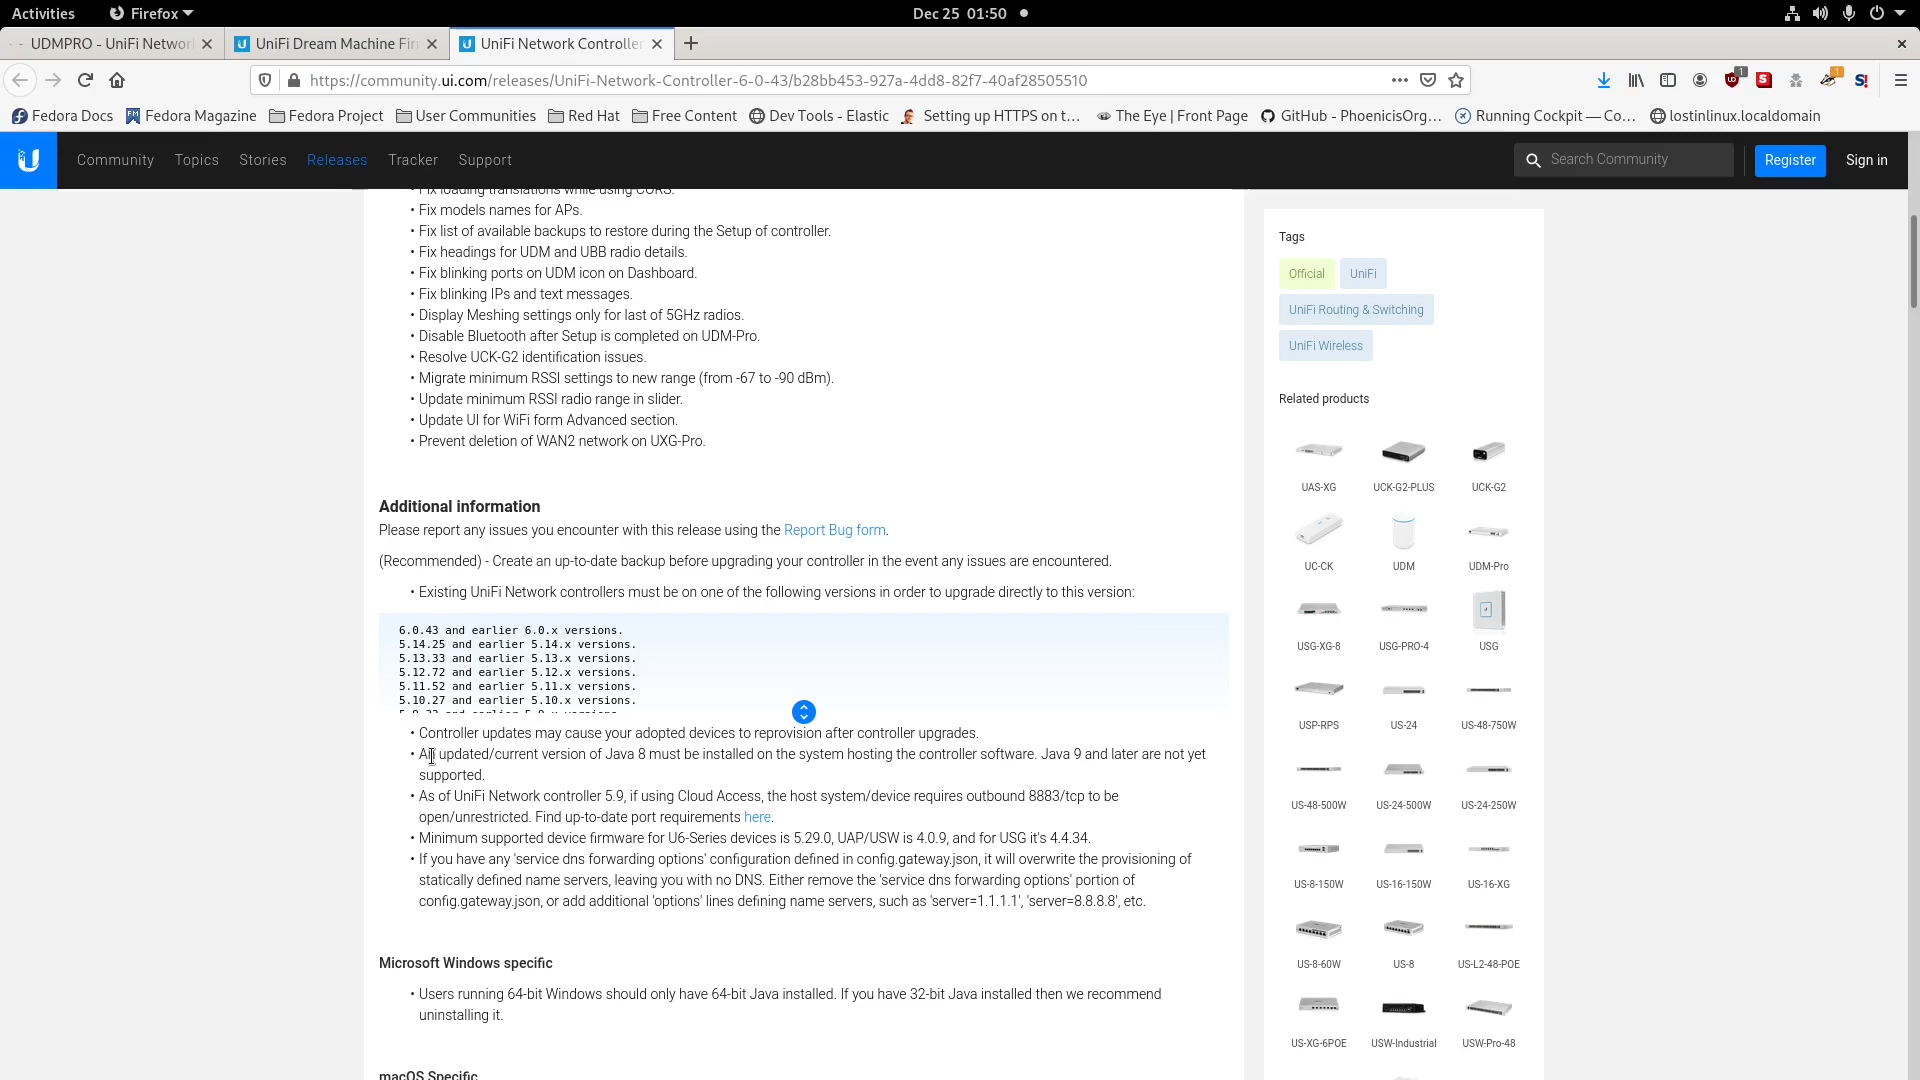 Activities
Firefox
Dec 25 01:50
UDMPRO - UniFi Networ
UniFi Dream Machine Fir
UniFi Network Controlle
https://community.ui.com/releases/UniFi-Network-Controller-6-0-43/b28bb453-927a-4dd8-82f7-40af28505510
1
1
Fedora Docs
Fedora Magazine
Fedora Project
User Communities
Red Hat
Free Content
Dev Tools - Elastic
Setting up HTTPS on t…
The Eye | Front Page
GitHub - PhoenicisOrg…
Running Cockpit — Co…
lostinlinux.localdomain
Community
Topics
Stories
Releases
Tracker
Support
Search Community
Register
Sign in
• Fix loading translations while using CORS.
• Fix models names for APs.
• Fix list of available backups to restore during the Setup of controller.
• Fix headings for UDM and UBB radio details.
• Fix blinking ports on UDM icon on Dashboard.
• Fix blinking IPs and text messages.
• Display Meshing settings only for last of 5GHz radios.
• Disable Bluetooth after Setup is completed on UDM-Pro.
• Resolve UCK-G2 identification issues.
• Migrate minimum RSSI settings to new range (from -67 to -90 dBm).
• Update minimum RSSI radio range in slider.
• Update UI for WiFi form Advanced section.
• Prevent deletion of WAN2 network on UXG-Pro.
Additional information
Please report any issues you encounter with this release using the Report Bug form.
(Recommended) - Create an up-to-date backup before upgrading your controller in the event any issues are encountered.
• Existing UniFi Network controllers must be on one of the following versions in order to upgrade directly to this version:
6.0.43 and earlier 6.0.x versions.
5.14.25 and earlier 5.14.x versions.
5.13.33 and earlier 5.13.x versions.
5.12.72 and earlier 5.12.x versions.
5.11.52 and earlier 5.11.x versions.
5.10.27 and earlier 5.10.x versions.
• Controller updates may cause your adopted devices to reprovision after controller upgrades.
• An updated/current version of Java 8 must be installed on the system hosting the controller software. Java 9 and later are not yet
supported.
• As of UniFi Network controller 5.9, if using Cloud Access, the host system/device requires outbound 8883/tcp to be
open/unrestricted. Find up-to-date port requirements here.
• Minimum supported device firmware for U6-Series devices is 5.29.0, UAP/USW is 4.0.9, and for USG it's 4.4.34.
• If you have any 'service dns forwarding options' configuration defined in config.gateway.json, it will overwrite the provisioning of
statically defined name servers, leaving you with no DNS. Either remove the 'service dns forwarding options' portion of
config.gateway.json, or add additional 'options' lines defining name servers, such as 'server=1.1.1.1', 'server=8.8.8.8', etc.
Microsoft Windows specific
• Users running 64-bit Windows should only have 64-bit Java installed. If you have 32-bit Java installed then we recommend
uninstalling it.
macOS Specific
Tags
Official
UniFi
UniFi Routing & Switching
UniFi Wireless
Related products
UAS-XG
UCK-G2-PLUS
UCK-G2
UC-CK
UDM
UDM-Pro
USG-XG-8
USG-PRO-4
USG
USP-RPS
US-24
US-48-750W
US-48-500W
US-24-500W
US-24-250W
US-8-150W
US-16-150W
US-16-XG
US-8-60W
US-8
US-L2-48-POE
US-XG-6POE
USW-Industrial
USW-Pro-48